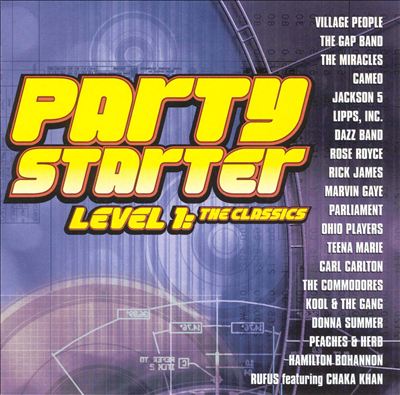 PARTY
STARTER
LEVEL 1: THE CLASSICS
VILLAGE PEOPLE
THE GAP BAND
THE MIRACLES
CAMEO
JACKSON 5
LIPPS, INC.
DAZZ BAND
ROSE ROYCE
RICK JAMES
MARVIN GAYE
PARLIAMENT
OHIO PLAYERS
TEENA MARIE
CARL CARLTON
THE COMMODORES
KOOL & THE GANG
DONNA SUMMER
PEACHES & HERB
HAMILTON BOHANNON
RUFUS featuring CHAKA KHAN